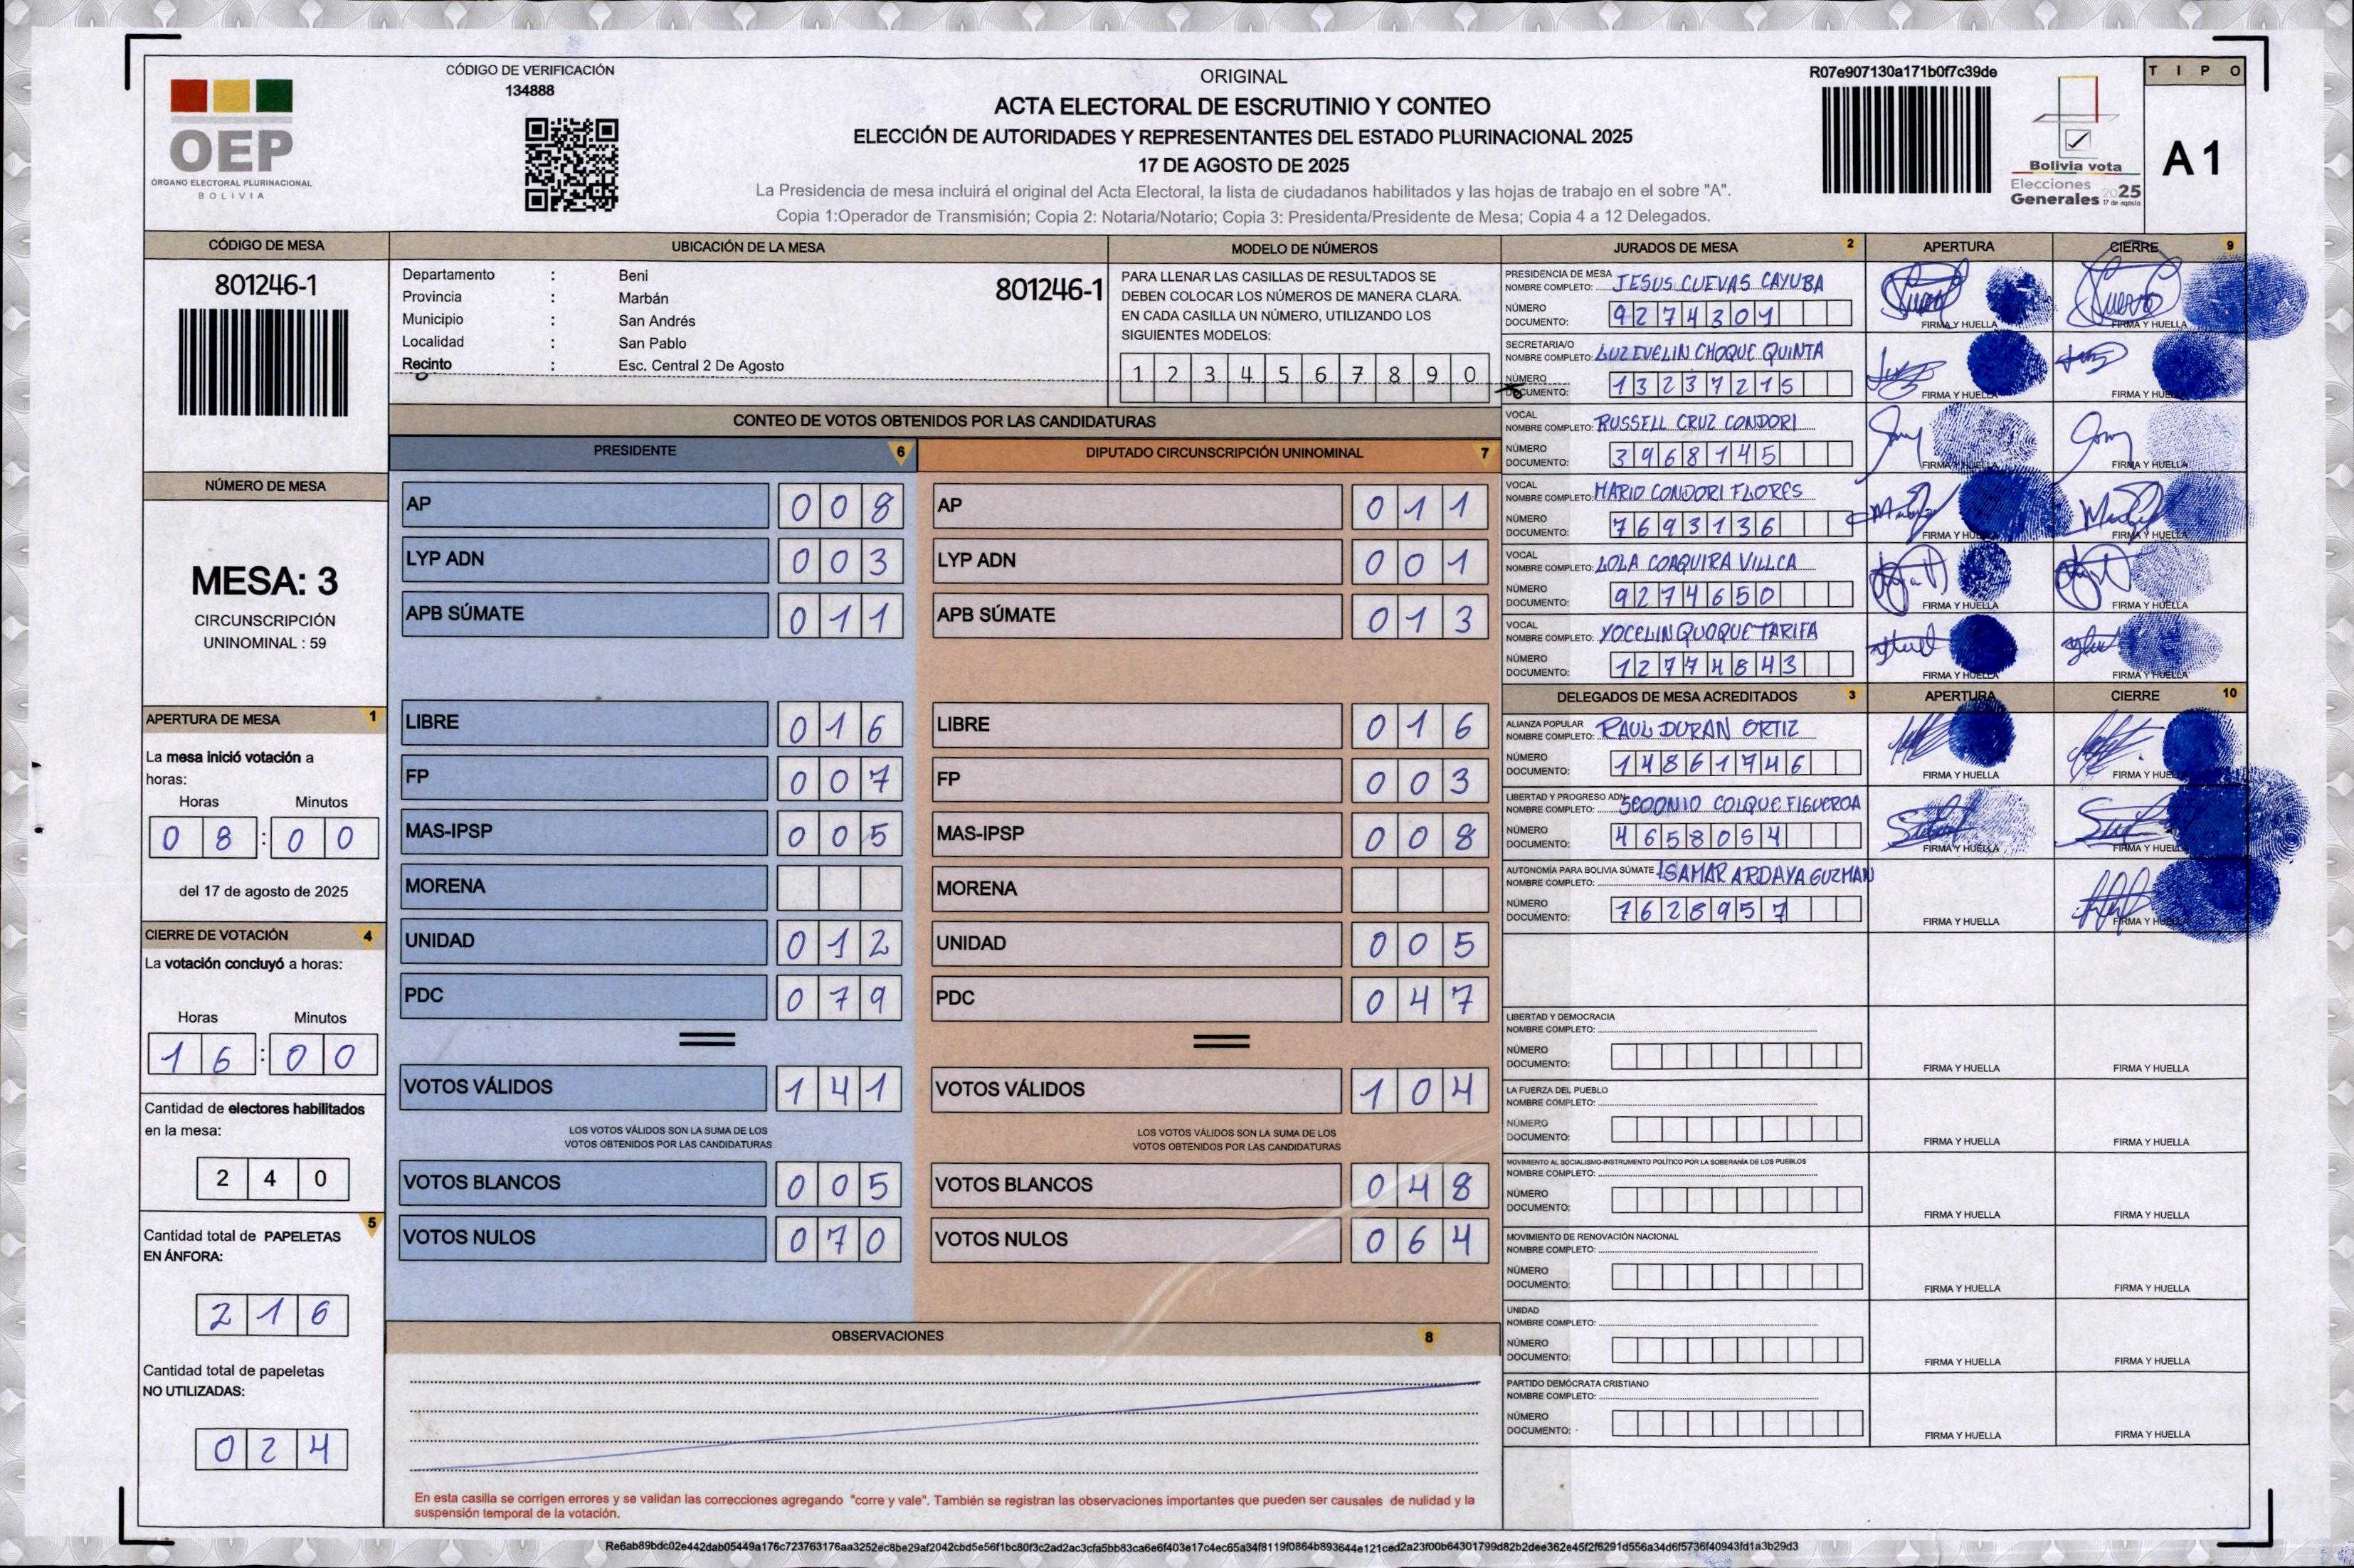 CÓDIGO DE VERIFICACIÓN
134888
OEP
ÓRGANO ELECTORAL PLURINACIONAL
BOLIVIA
ORIGINAL
ACTA ELECTORAL DE ESCRUTINIO Y CONTEO
ELECCIÓN DE AUTORIDADES Y REPRESENTANTES DEL ESTADO PLURINACIONAL 2025
17 DE AGOSTO DE 2025
La Presidencia de mesa incluirá el original del Acta Electoral, la lista de ciudadanos habilitados y las hojas de trabajo en el sobre "A".
Copia 1:Operador de Transmisión; Copia 2: Notaria/Notario; Copia 3: Presidenta/Presidente de Mesa; Copia 4 a 12 Delegados.
R07e907130a171b0f7c39de
Bolivia vota
Elecciones
Generales 2025
17 de agosto
TIPO
A1
CÓDIGO DE MESA
801246-1
UBICACIÓN DE LA MESA
Departamento : Beni
801246-1
Provincia : Marbán
Municipio : San Andrés
Localidad : San Pablo
Recinto : Esc. Central 2 De Agosto
MODELO DE NÚMEROS
PARA LLENAR LAS CASILLAS DE RESULTADOS SE
DEBEN COLOCAR LOS NÚMEROS DE MANERA CLARA.
EN CADA CASILLA UN NÚMERO, UTILIZANDO LOS
SIGUIENTES MODELOS:
1 2 3 4 5 6 7 8 9 0
NÚMERO DE MESA
MESA: 3
CIRCUNSCRIPCIÓN
UNINOMINAL : 59
APERTURA DE MESA 1
La mesa inició votación a
horas:
Horas Minutos
0 8 : 0 0
del 17 de agosto de 2025
CIERRE DE VOTACIÓN 4
La votación concluyó a horas:
Horas Minutos
1 6 : 0 0
Cantidad de electores habilitados
en la mesa:
2 4 0
5
Cantidad total de PAPELETAS
EN ÁNFORA:
2 1 6
Cantidad total de papeletas
NO UTILIZADAS:
0 2 4
CONTEO DE VOTOS OBTENIDOS POR LAS CANDIDATURAS
PRESIDENTE 6
AP 0 0 8
LYP ADN 0 0 3
APB SÚMATE 0 1 1
LIBRE 0 1 6
FP 0 0 7
MAS-IPSP 0 0 5
MORENA
UNIDAD 0 1 2
PDC 0 7 9
VOTOS VÁLIDOS 1 4 1
LOS VOTOS VÁLIDOS SON LA SUMA DE LOS
VOTOS OBTENIDOS POR LAS CANDIDATURAS
VOTOS BLANCOS 0 0 5
VOTOS NULOS 0 7 0
DIPUTADO CIRCUNSCRIPCIÓN UNINOMINAL 7
AP 0 1 1
LYP ADN 0 0 1
APB SÚMATE 0 1 3
LIBRE 0 1 6
FP 0 0 3
MAS-IPSP 0 0 8
MORENA
UNIDAD 0 0 5
PDC 0 4 7
VOTOS VÁLIDOS 1 0 4
LOS VOTOS VÁLIDOS SON LA SUMA DE LOS
VOTOS OBTENIDOS POR LAS CANDIDATURAS
VOTOS BLANCOS 0 4 8
VOTOS NULOS 0 6 4
OBSERVACIONES 8
En esta casilla se corrigen errores y se validan las correcciones agregando "corre y vale". También se registran las observaciones importantes que pueden ser causales de nulidad y la
suspensión temporal de la votación.
JURADOS DE MESA 2 APERTURA CIERRE 9
PRESIDENCIA DE MESA
NOMBRE COMPLETO: JESUS CUEVAS CAYUBA
NÚMERO
DOCUMENTO: 9274301
FIRMA Y HUELLA FIRMA Y HUELLA
SECRETARIA/O
NOMBRE COMPLETO: LUZ EVELIN CHOQUE QUINTA
NÚMERO
DOCUMENTO: 13237215
FIRMA Y HUELLA FIRMA Y HUELLA
VOCAL
NOMBRE COMPLETO: RUSSELL CRUZ CONDORI
NÚMERO
DOCUMENTO: 3968145
FIRMA Y HUELLA FIRMA Y HUELLA
VOCAL
NOMBRE COMPLETO: MARIO CONDORI FLORES
NÚMERO
DOCUMENTO: 7693136
FIRMA Y HUELLA FIRMA Y HUELLA
VOCAL
NOMBRE COMPLETO: LOLA COAQUIRA VILLCA
NÚMERO
DOCUMENTO: 9274650
FIRMA Y HUELLA FIRMA Y HUELLA
VOCAL
NOMBRE COMPLETO: YOCELIN QUOQUE TARIFA
NÚMERO
DOCUMENTO: 12774843
FIRMA Y HUELLA FIRMA Y HUELLA
DELEGADOS DE MESA ACREDITADOS 3 APERTURA CIERRE 10
ALIANZA POPULAR
NOMBRE COMPLETO: RAUL DURAN ORTIZ
NÚMERO
DOCUMENTO: 14861746
FIRMA Y HUELLA FIRMA Y HUELLA
LIBERTAD Y PROGRESO ADN
NOMBRE COMPLETO: COLQUE FIGUEROA
NÚMERO
DOCUMENTO: 4658054
FIRMA Y HUELLA FIRMA Y HUELLA
AUTONOMÍA PARA BOLIVIA SÚMATE
NOMBRE COMPLETO: ISAMAR ARDAYA GUZMAN
NÚMERO
DOCUMENTO: 7628957
FIRMA Y HUELLA FIRMA Y HUELLA
LIBERTAD Y DEMOCRACIA
NOMBRE COMPLETO:
NÚMERO
DOCUMENTO:
FIRMA Y HUELLA FIRMA Y HUELLA
LA FUERZA DEL PUEBLO
NOMBRE COMPLETO:
NÚMERO
DOCUMENTO:
FIRMA Y HUELLA FIRMA Y HUELLA
MOVIMIENTO AL SOCIALISMO-INSTRUMENTO POLÍTICO POR LA SOBERANÍA DE LOS PUEBLOS
NOMBRE COMPLETO:
NÚMERO
DOCUMENTO:
FIRMA Y HUELLA FIRMA Y HUELLA
MOVIMIENTO DE RENOVACIÓN NACIONAL
NOMBRE COMPLETO:
NÚMERO
DOCUMENTO:
FIRMA Y HUELLA FIRMA Y HUELLA
UNIDAD
NOMBRE COMPLETO:
NÚMERO
DOCUMENTO:
FIRMA Y HUELLA FIRMA Y HUELLA
PARTIDO DEMÓCRATA CRISTIANO
NOMBRE COMPLETO:
NÚMERO
DOCUMENTO:
FIRMA Y HUELLA FIRMA Y HUELLA